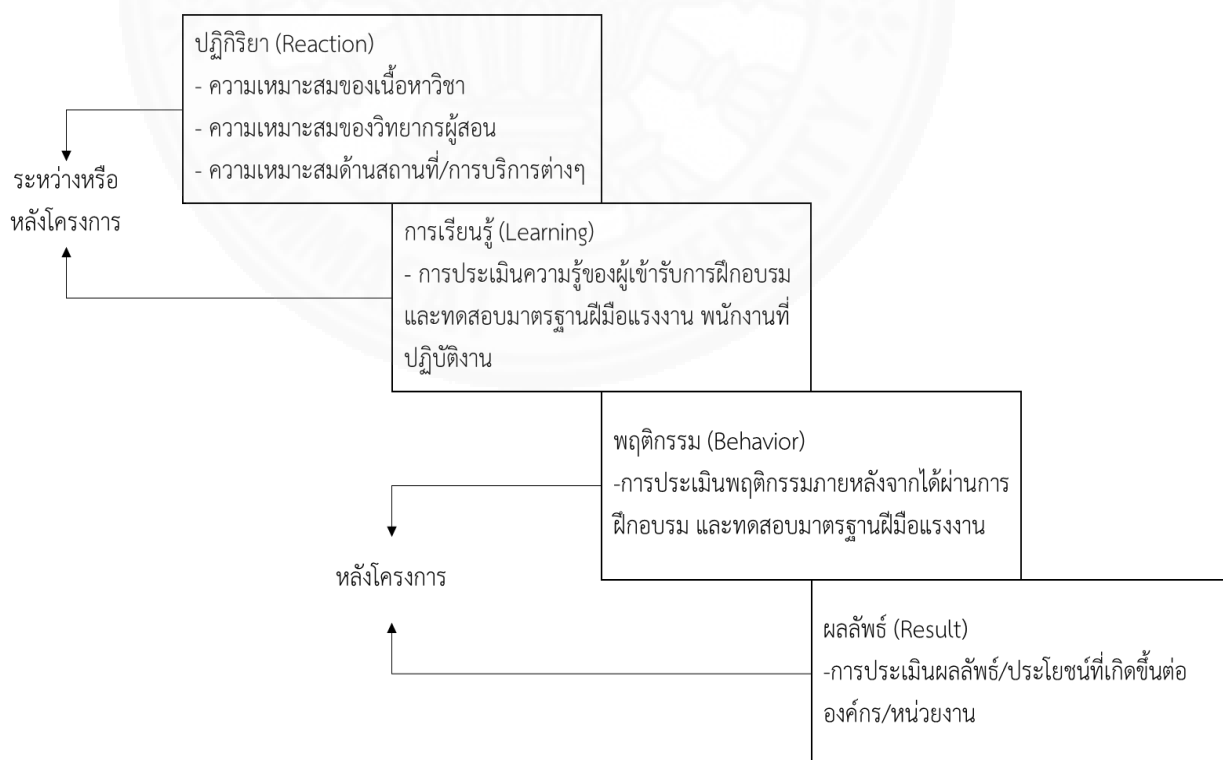 ปฏิกิริยา (Reaction)
- ความเหมาะสมของเนื้อหาวิชา
- ความเหมาะสมของวิทยากรผู้สอน
- ความเหมาะสมด้านสถานที่/การบริการต่างๆ
ระหว่างหรือ
หลังโครงการ
การเรียนรู้ (Learning)
- การประเมินความรู้ของผู้เข้ารับการฝึกอบรม
และทดสอบมาตรฐานฝีมือแรงงาน พนักงานที่
ปฏิบัติงาน
พฤติกรรม (Behavior)
-การประเมินพฤติกรรมภายหลังจากได้ผ่านการ
ฝึกอบรม และทดสอบมาตรฐานฝีมือแรงงาน
หลังโครงการ
ผลลัพธ์ (Result)
-การประเมินผลลัพธ์/ประโยชน์ที่เกิดขึ้นต่อ
องค์กร/หน่วยงาน